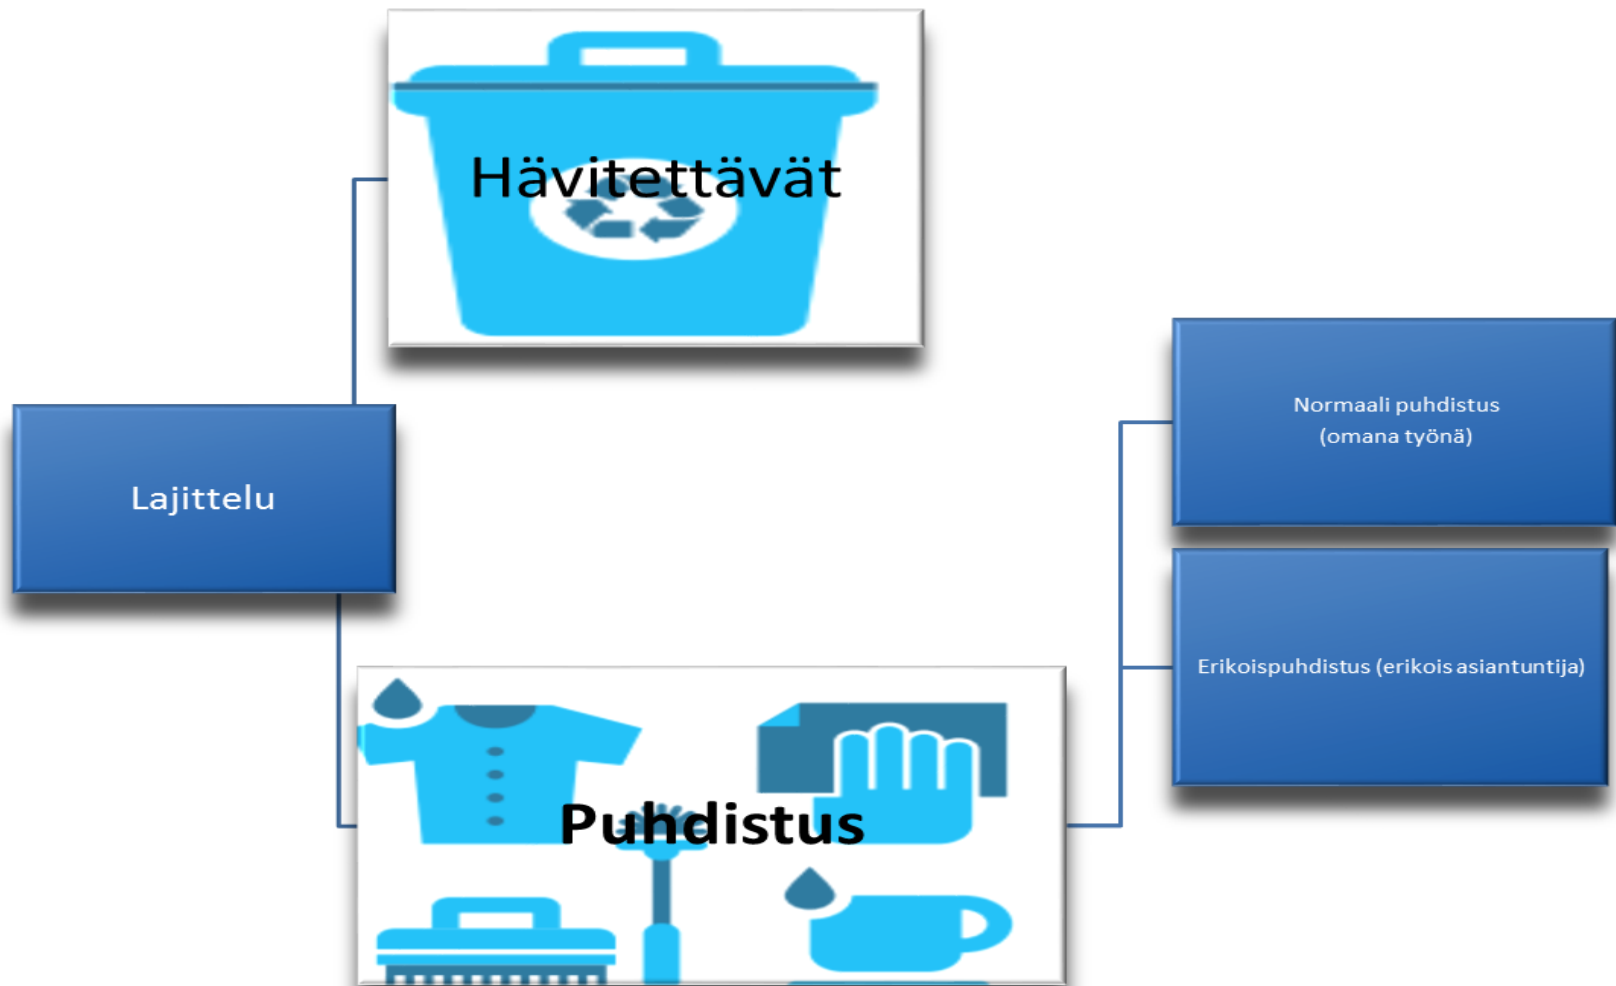 Hävitettävät
Lajittelu
Puhdistus
Normaali puhdistus
(omana työnä)
Erikoispuhdistus (erikois asiantuntija)